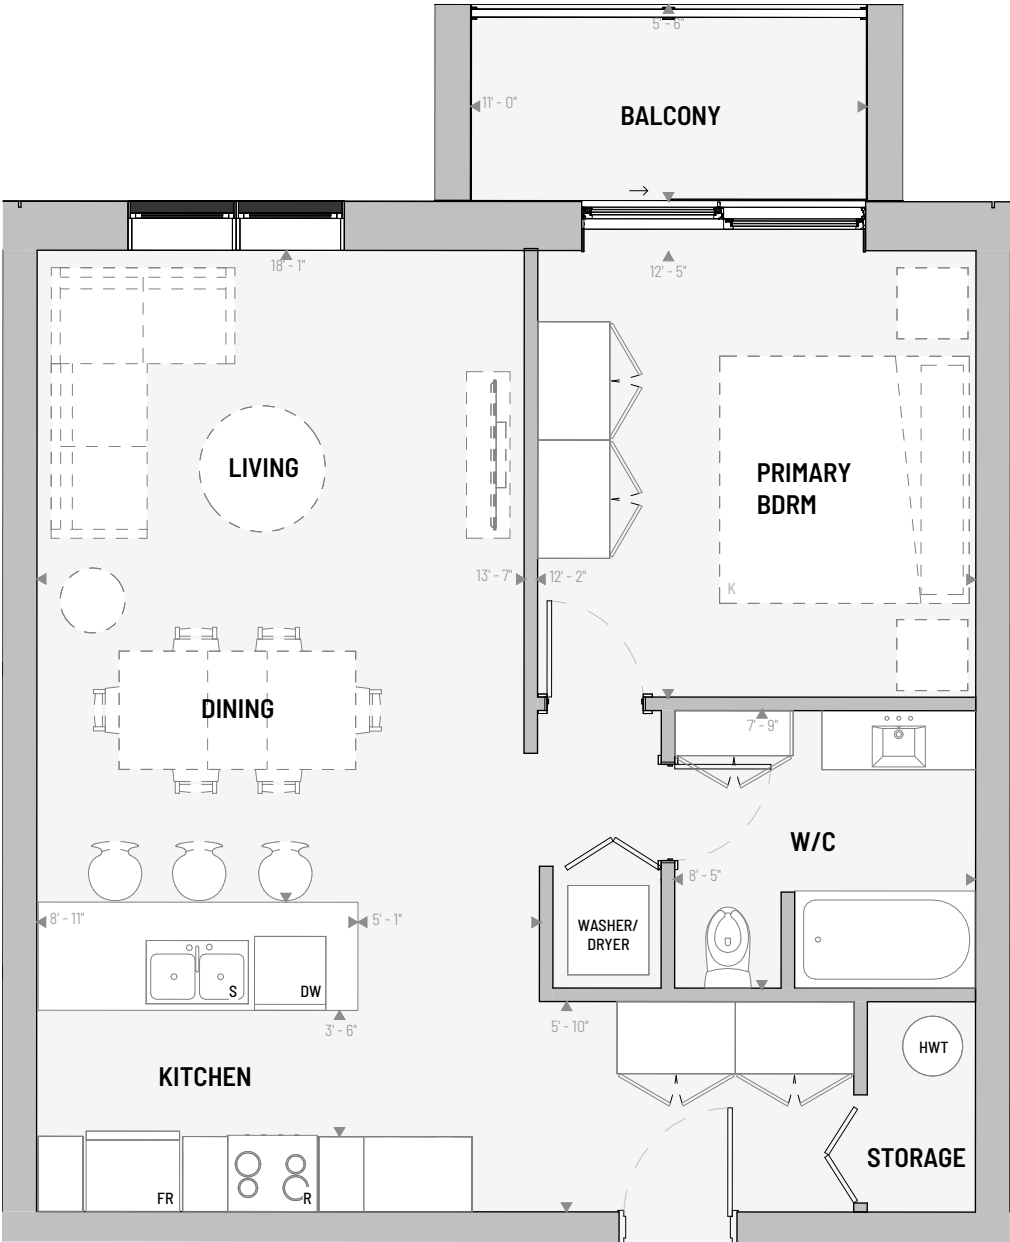 5' - 6"
11' - 0"
BALCONY
18' - 1"
12' - 5"
LIVING
PRIMARY
BDRM
13' - 7"
12' - 2"
K
DINING
7' - 9"
W/C
8' - 5"
8' - 11"
5' - 1"
WASHER/
DRYER
S
DW
3' - 6"
5' - 10"
HWT
KITCHEN
STORAGE
FR
R